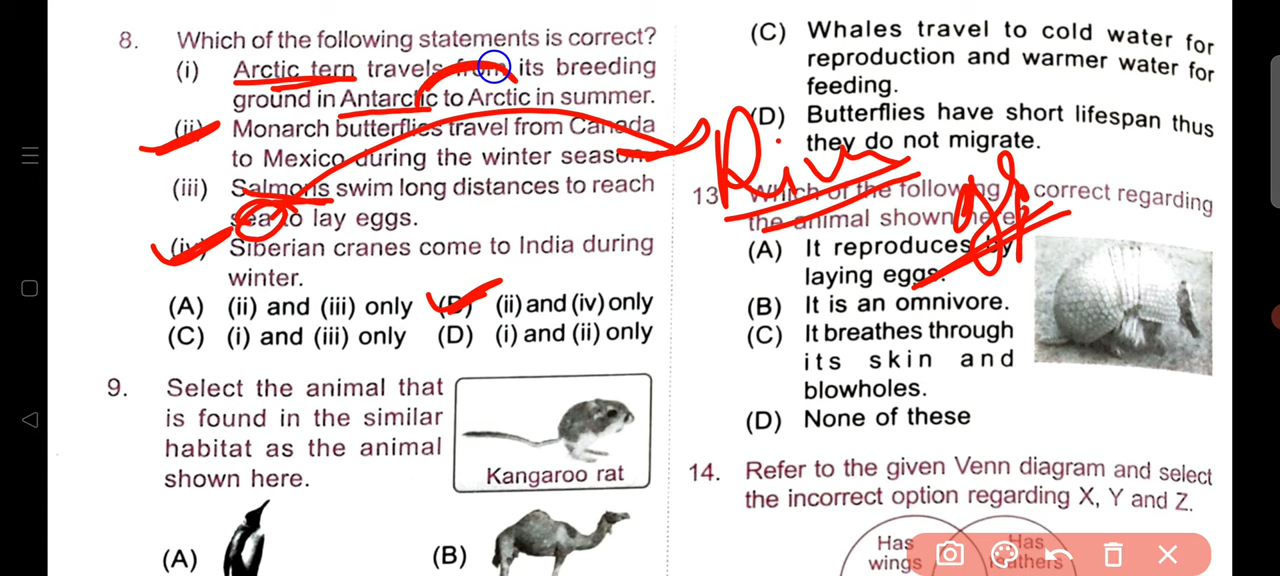 8. Which of the following statements is correct?
(i) Arctic tern travels from its breeding
ground in Antarctic to Arctic in summer.
(ii) Monarch butterflies travel from Canada
to Mexico during the winter season.
(iii) Salmons swim long distances to reach
sea to lay eggs.
(iv) Siberian cranes come to India during
winter.
(A) (ii) and (iii) only (B) (ii) and (iv) only
(C) (i) and (iii) only (D) (i) and (ii) only
9. Select the animal that
is found in the similar
habitat as the animal
shown here.
Kangaroo rat
(A) (B)
(C) Whales travel to cold water for
reproduction and warmer water for
feeding.
(D) Butterflies have short lifespan thus
they do not migrate.
13 Which of the following correct regarding
the animal shown here
(A) It reproduces by
laying eggs.
(B) It is an omnivore.
(C) It breathes through
its skin and
blowholes.
(D) None of these
14. Refer to the given Venn diagram and select
the incorrect option regarding X, Y and Z.
Has
wings
Has
feathers